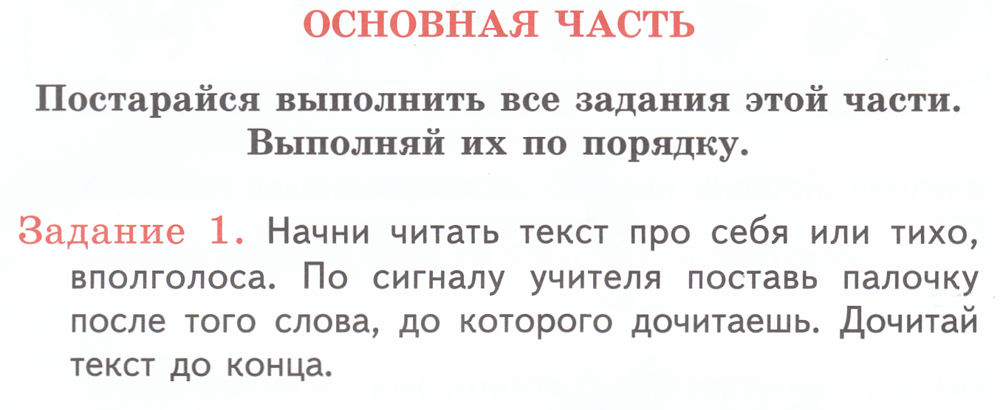 ОСНОВНАЯ ЧАСТЬ
Постарайся выполнить все задания этой части.
Выполняй их по порядку.
Задание 1. Начни читать текст про себя или тихо,
вполголоса. По сигналу учителя поставь палочку
после того слова, до которого дочитаешь. Дочитай
текст до конца.